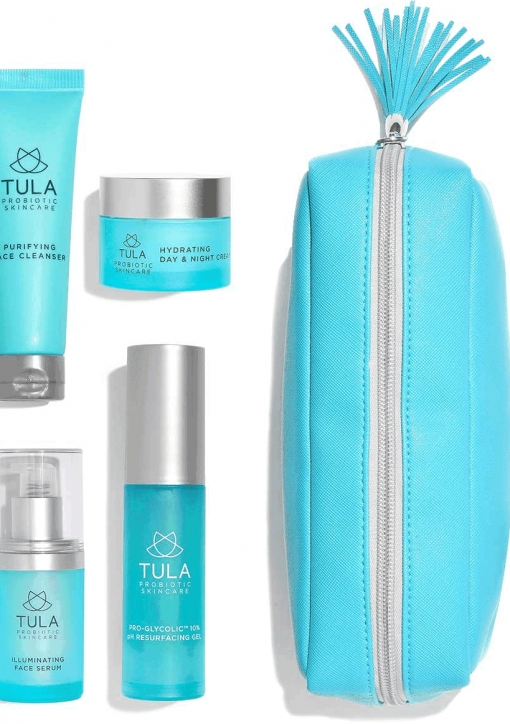 TULA
PROBIOTIC
SKINCARE
PURIFYING
ACE CLEANSER
TULA
PROBIOTIC
SKINCARE
HYDRATING
DAY & NIGHT CREA
TULA
PROBIOTIC
SKINCARE
ILLUMINATING
FACE SERUM
TULA
PROBIOTIC
SKINCARE
PRO-GLYCOLIC™ 10%
pH RESURFACING GEL